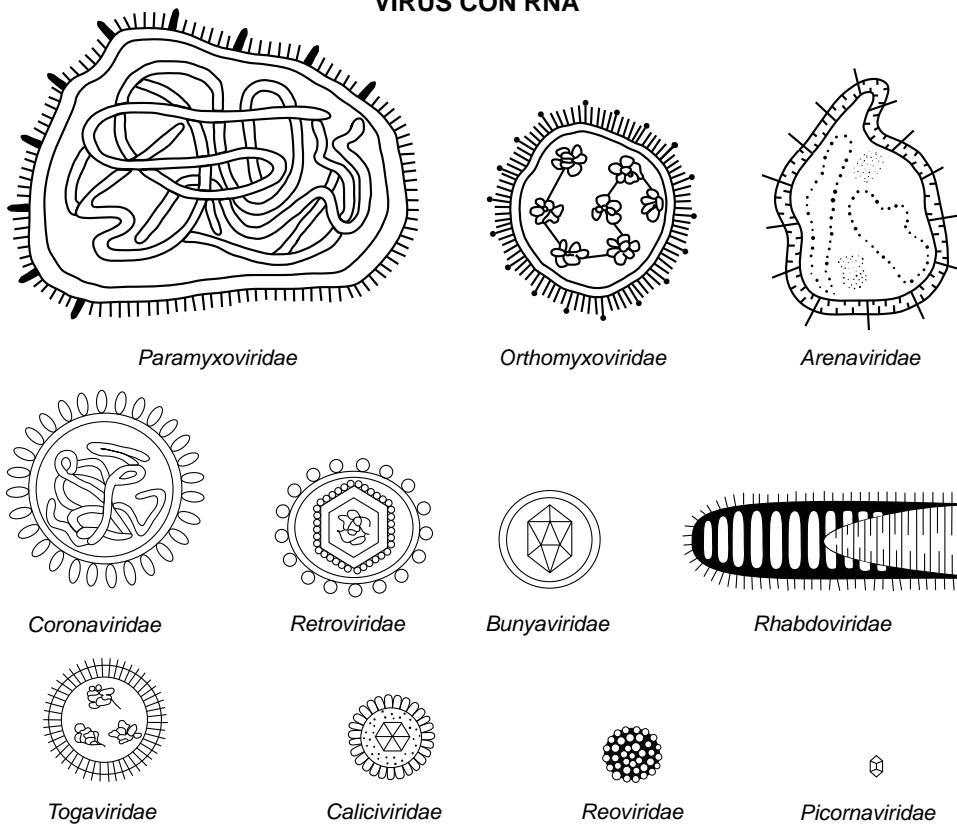 VIRUS CON RNA
Paramyxoviridae
Orthomyxoviridae
Arenaviridae
Coronaviridae
Retroviridae
Bunyaviridae
Rhabdoviridae
Togaviridae
Caliciviridae
Reoviridae
Picornaviridae